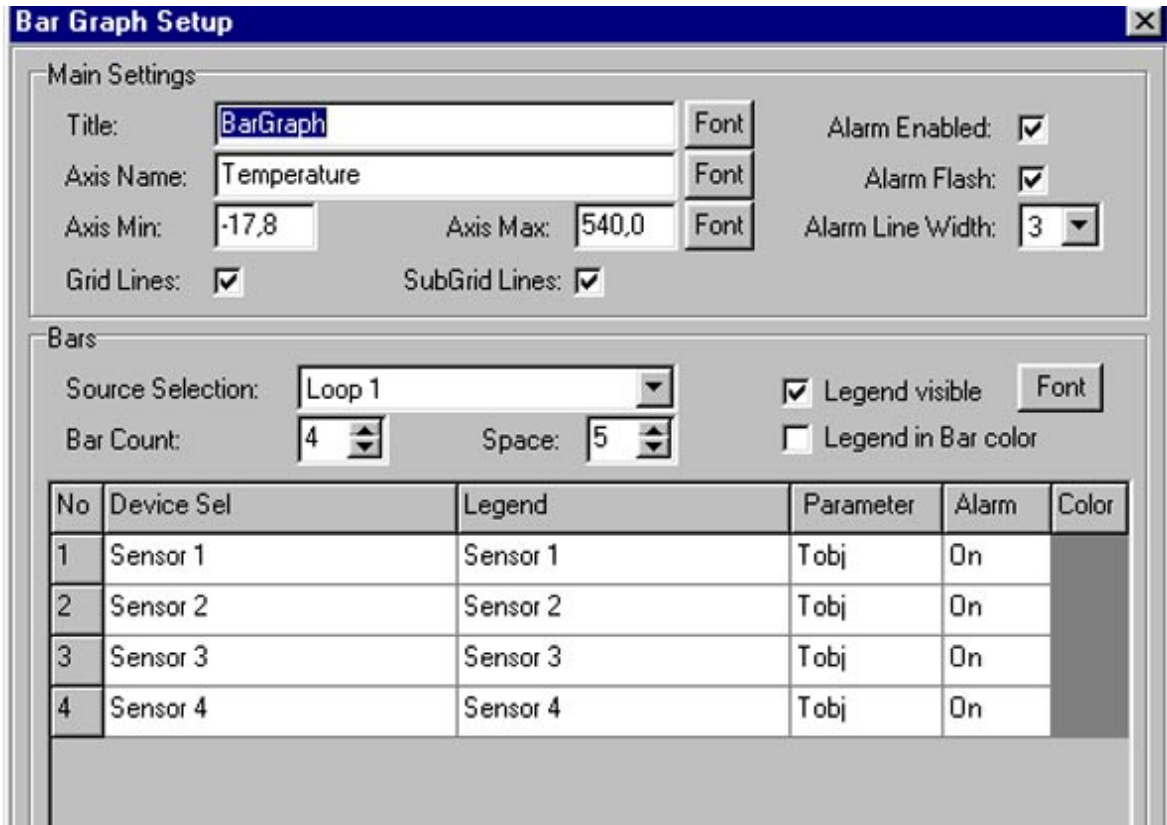 Bar Graph Setup
Main Settings
Title: BarGraph Font Alarm Enabled:
Axis Name: Temperature Font Alarm Flash:
Axis Min: -17,8 Axis Max: 540,0 Font Alarm Line Width: 3
Grid Lines: SubGrid Lines:
Bars
Source Selection: Loop 1 Legend visible Font
Bar Count: 4 Space: 5 Legend in Bar color
No Device Sel Legend Parameter Alarm Color
1 Sensor 1 Sensor 1 Tobj On
2 Sensor 2 Sensor 2 Tobj On
3 Sensor 3 Sensor 3 Tobj On
4 Sensor 4 Sensor 4 Tobj On